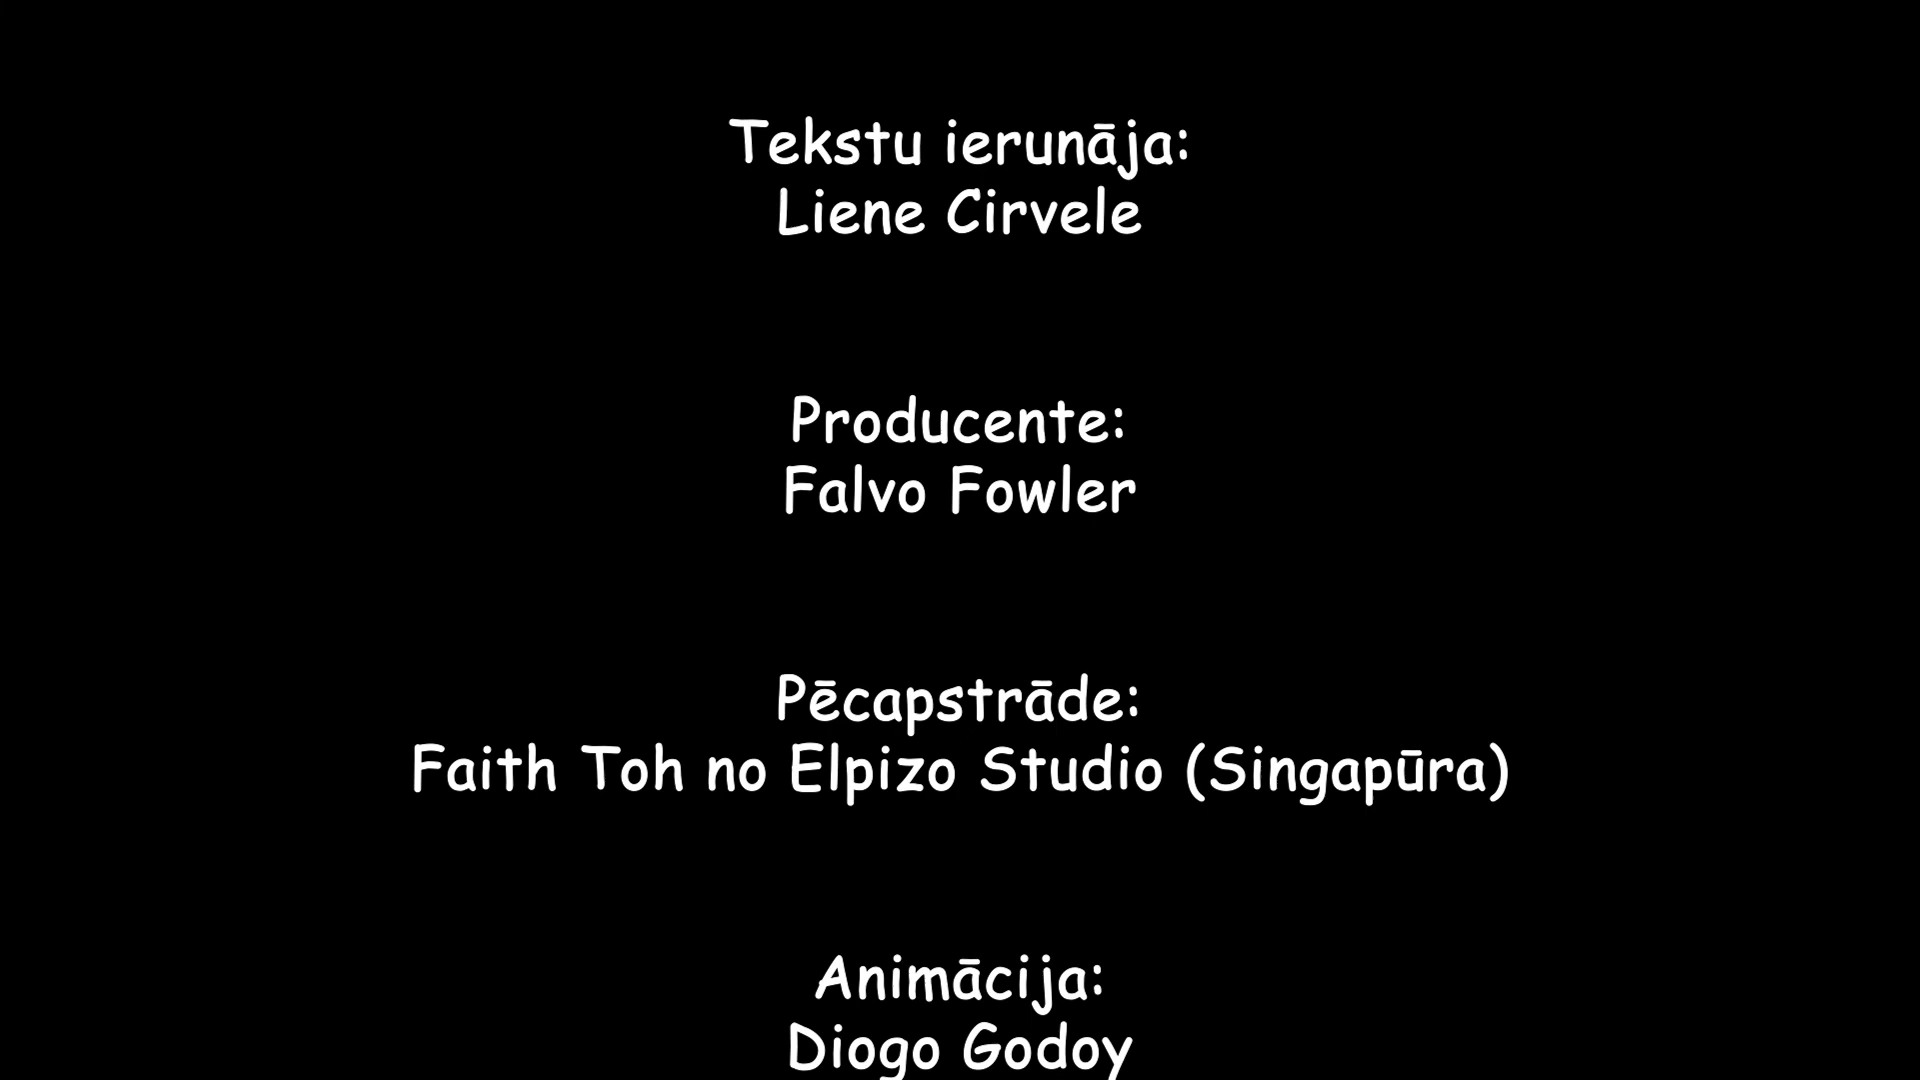 Tekstu ierunāja:
Liene Cirvele
Producente:
Falvo Fowler
Pēcapstrāde:
Faith Toh no Elpizo Studio (Singapūra)
Animācija:
Diogo Godoy